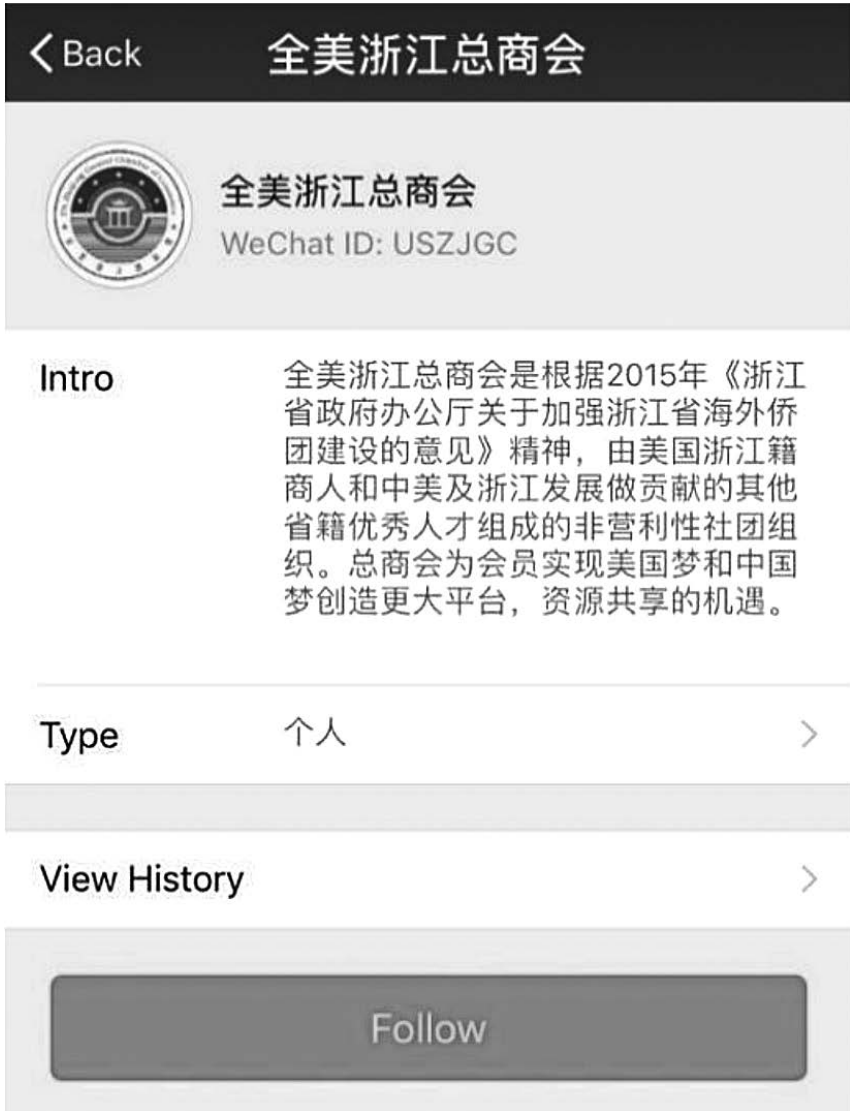 Back 全美浙江总商会
全美浙江总商会
WeChat ID: USZJGC
Intro
全美浙江总商会是根据2015年《浙江
省政府办公厅关于加强浙江省海外侨
团建设的意见》精神，由美国浙江籍
商人和中美及浙江发展做贡献的其他
省籍优秀人才组成的非营利性社团组
织。总商会为会员实现美国梦和中国
梦创造更大平台，资源共享的机遇。
Type 个人
View History
Follow